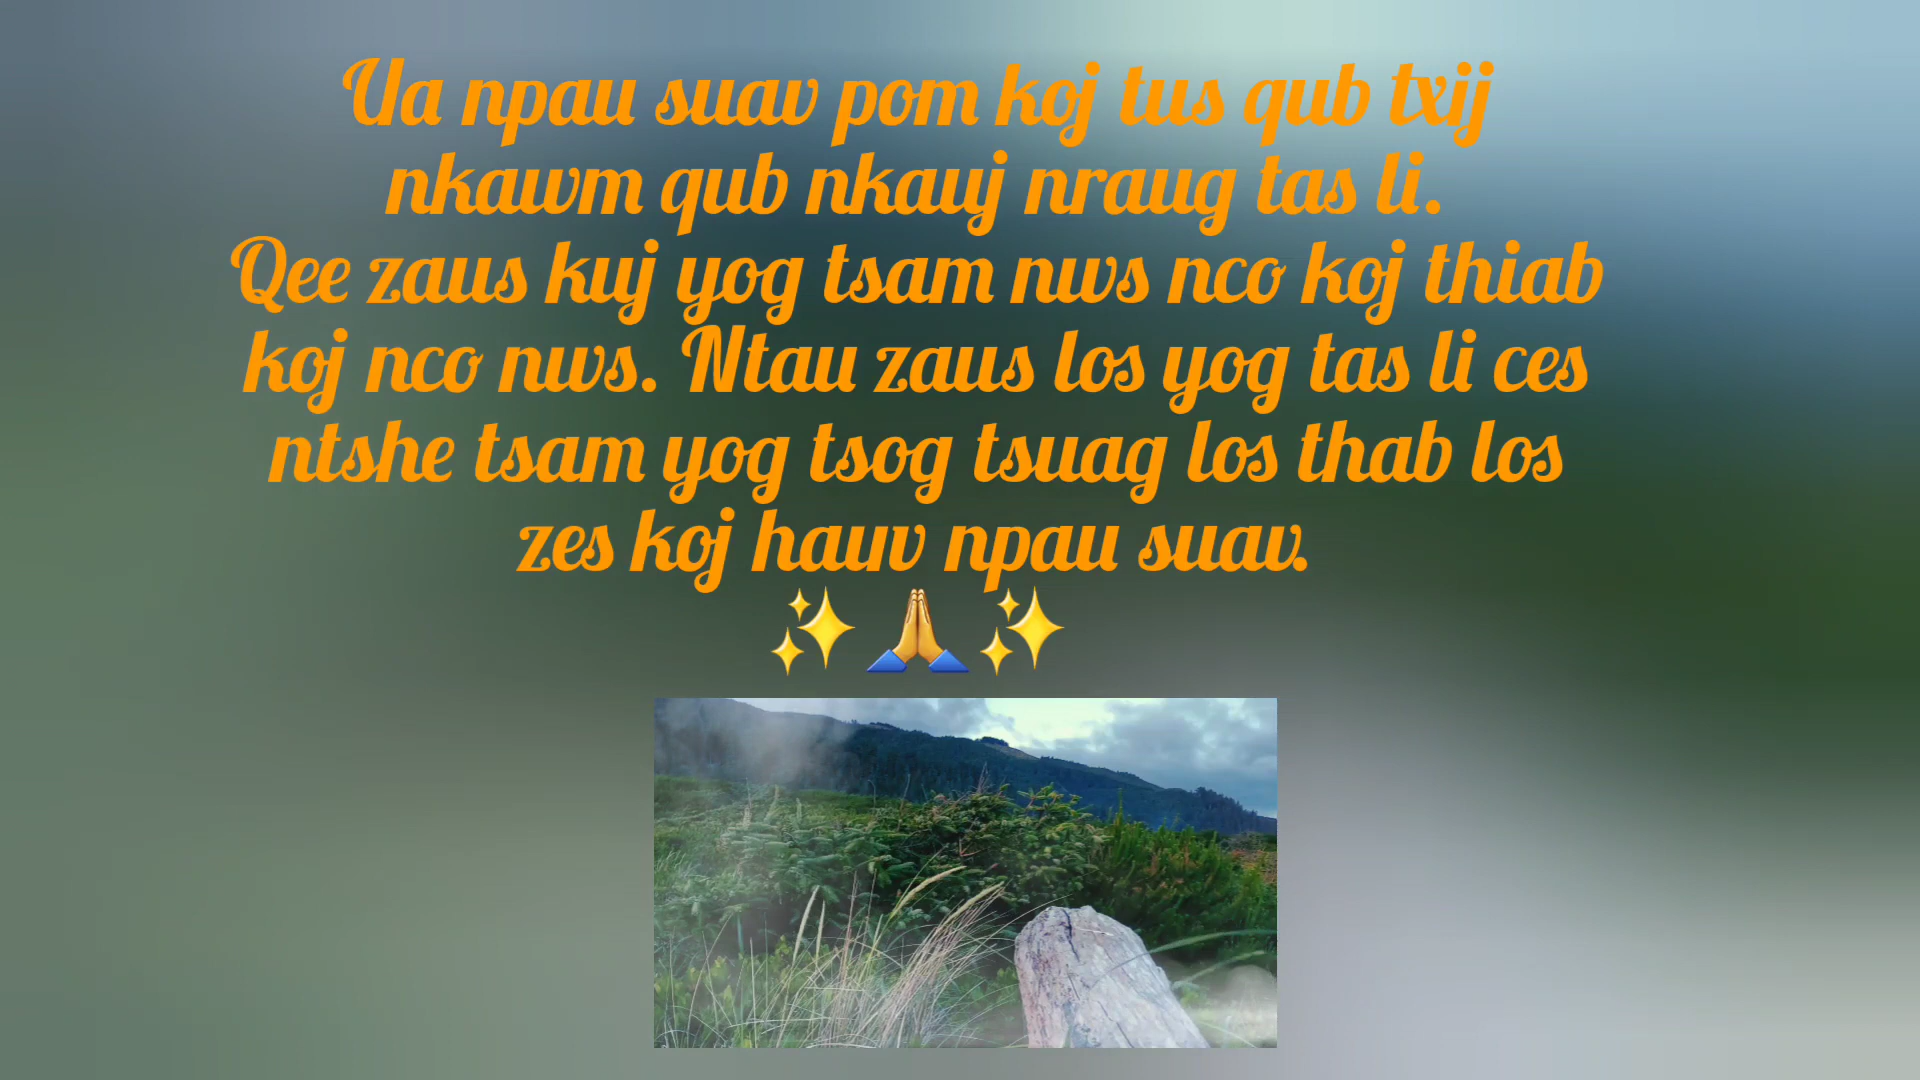 Ua npau suav pom koj tus qub txij
nkawm qub nkauj nraug tas li.
Qee zaus kuj yog tsam nws nco koj thiab
koj nco nws. Ntau zaus los yog tas li ces
ntshe tsam yog tsog tsuag los thab los
zes koj hauv npau suav.
✨🙏✨